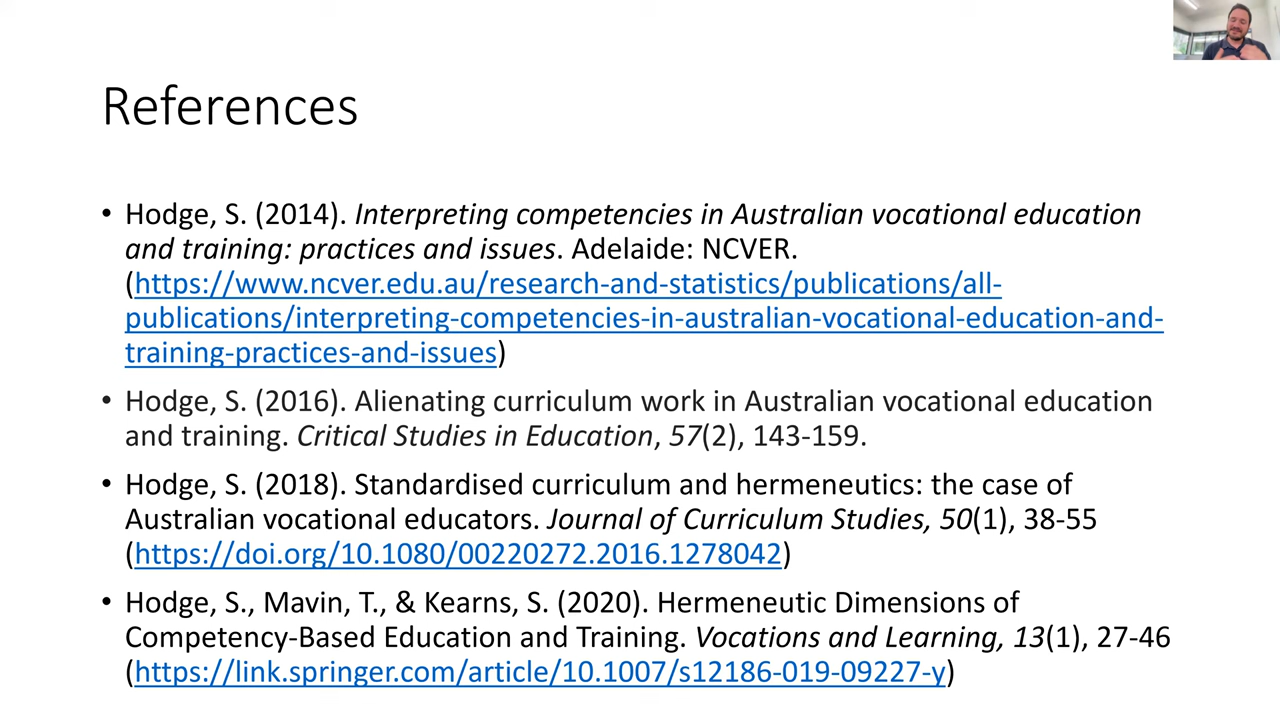 References
• Hodge, S. (2014). Interpreting competencies in Australian vocational education
and training: practices and issues. Adelaide: NCVER.
(https://www.ncver.edu.au/research-and-statistics/publications/all-
publications/interpreting-competencies-in-australian-vocational-education-and-
training-practices-and-issues)
• Hodge, S. (2016). Alienating curriculum work in Australian vocational education
and training. Critical Studies in Education, 57(2), 143-159.
• Hodge, S. (2018). Standardised curriculum and hermeneutics: the case of
Australian vocational educators. Journal of Curriculum Studies, 50(1), 38-55
(https://doi.org/10.1080/00220272.2016.1278042)
• Hodge, S., Mavin, T., & Kearns, S. (2020). Hermeneutic Dimensions of
Competency-Based Education and Training. Vocations and Learning, 13(1), 27-46
(https://link.springer.com/article/10.1007/s12186-019-09227-y)